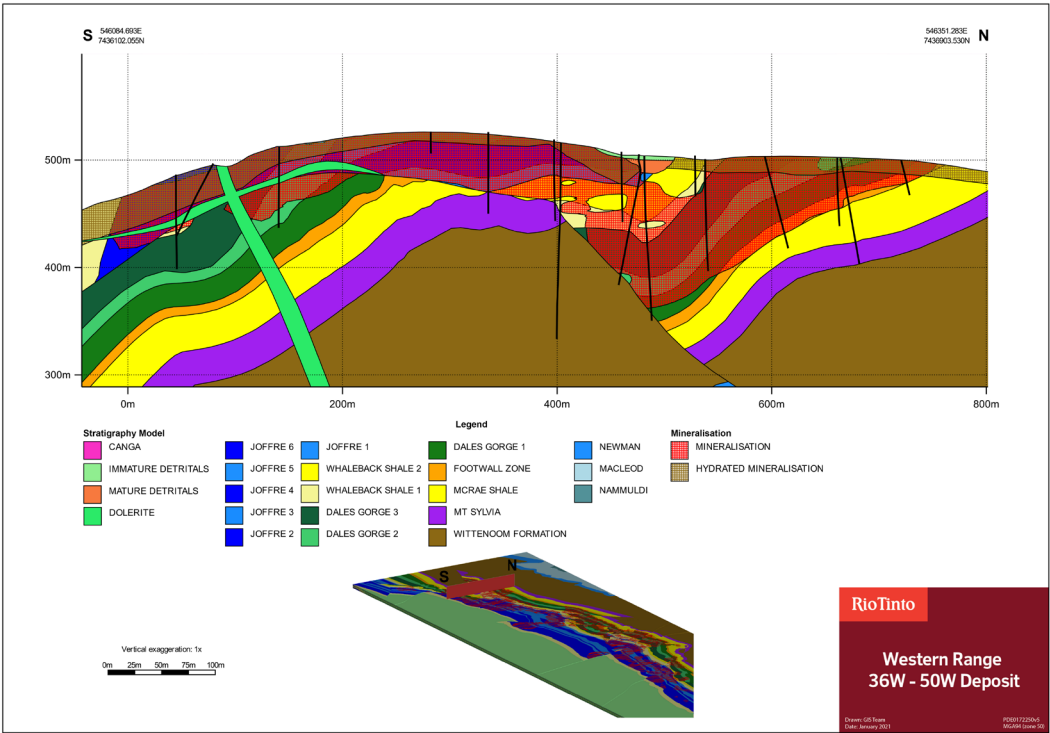 S 546084.693E
7436102.055N
546351.283E N
7436903.530N
500m
400m
300m
0m 200m 400m 600m 800m
Legend
Stratigraphy Model
CANGA
IMMATURE DETRITALS
MATURE DETRITALS
DOLERITE
JOFFRE 6
JOFFRE 5
JOFFRE 4
JOFFRE 3
JOFFRE 2
JOFFRE 1
WHALEBACK SHALE 2
WHALEBACK SHALE 1
DALES GORGE 3
DALES GORGE 2
DALES GORGE 1
FOOTWALL ZONE
MCRAE SHALE
MT SYLVIA
WITTENOOM FORMATION
NEWMAN
MACLEOD
NAMMULDI
Mineralisation
MINERALISATION
HYDRATED MINERALISATION
S N
Vertical exaggeration: 1x
0m 25m 50m 75m 100m
RioTinto
Western Range
36W - 50W Deposit
Drawn: GIS Team
Date: January 2021
PDE0172250v5
MGA94 (zone 50)